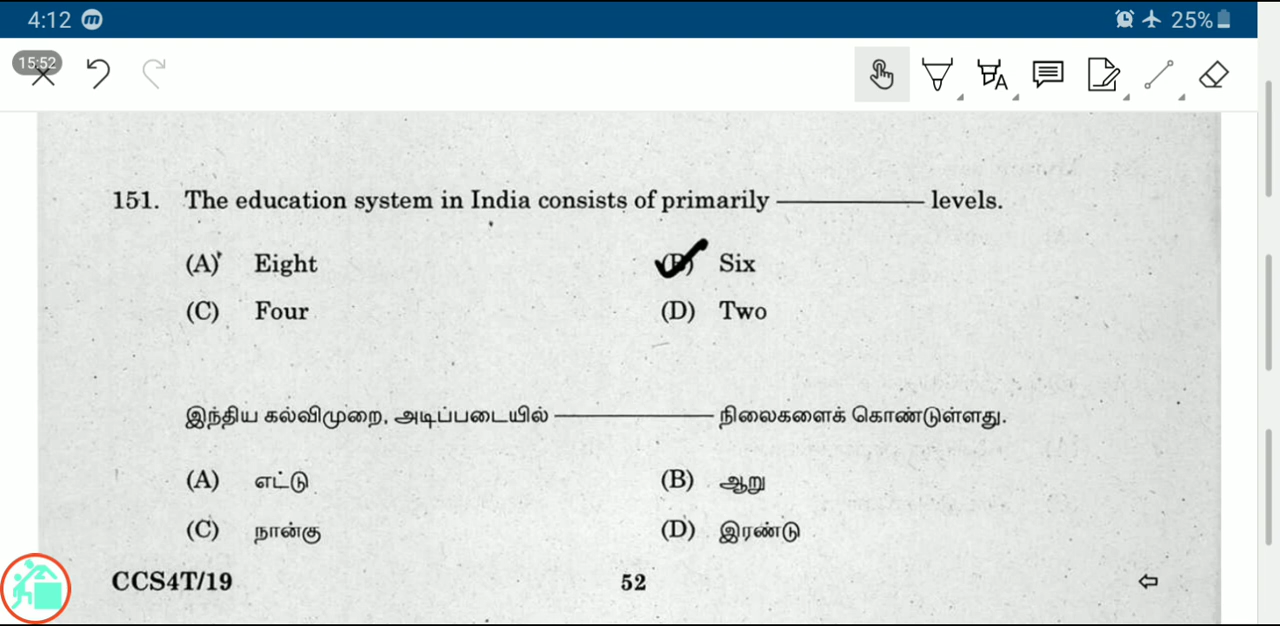 4:12 m 25%
15:52
A
151. The education system in India consists of primarily ———— levels.
(A) Eight (B) Six
(C) Four (D) Two
இந்திய கல்விமுறை, அடிப்படையில் ———— நிலைகளைக் கொண்டுள்ளது.
(A) எட்டு (B) ஆறு
(C) நான்கு (D) இரண்டு
CCS4T/19 52